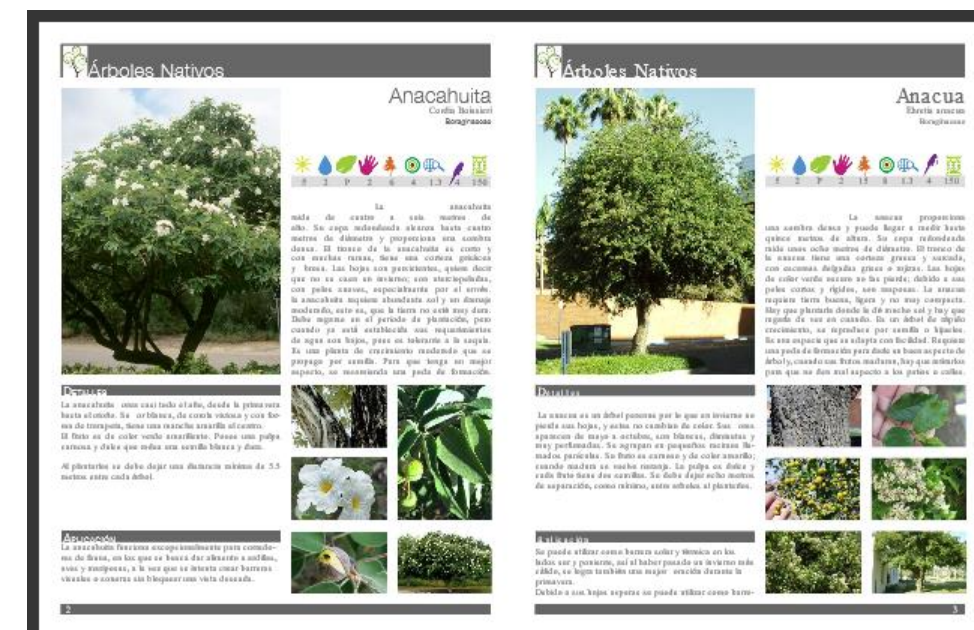 Árboles Nativos
Anacahuita
Cordia Boissieri
Boraginaceae
5 2 P 2 6 4 1.3 4 150
La anacahuita
mide de cuatro a seis metros de
alto. Su copa redondeada alcanza hasta cuatro
metros de diámetro y proporciona una sombra
densa. El tronco de la anacahuita es corto y
con muchas ramas, tiene una corteza grisácea
y lisa. Las hojas son persistentes, quiere decir
que no se caen en invierno; son aterciopeladas,
con pelos suaves, especialmente por el envés.
la anacahuita requiere abundante sol y un drenaje
moderado, esto es, que la tierra no esté muy dura.
Debe regarse en el periodo de plantación, pero
cuando ya está establecida sus requerimientos
de agua son bajos, pues es tolerante a la sequía.
Es una planta de crecimiento moderado que se
propaga por semilla. Para que tenga un mejor
aspecto, se recomienda una poda de formación.
Detalles
La anacahuita orece casi todo el año, desde la primavera
hasta el otoño. Su or blanca, de corola vistosa y con for-
ma de trompeta, tiene una mancha amarilla al centro.
El fruto es de color verde amarillento. Posee una pulpa
carnosa y dulce que rodea una semilla blanca y dura.
Al plantarlos se debe dejar una distancia mínima de 5.5
metros entre cada árbol.
Aplicación
La anacahuita funciona excepcionalmente para corredo-
res de fauna, en los que se busca dar alimento a ardillas,
aves y mariposas, a la vez que se intenta crear barreras
visuales o sonoras sin bloquear una vista deseada.
2
Árboles Nativos
Anacua
Ehretia anacua
Boraginaceae
5 2 P 2 15 8 1.3 4 150
La anacua proporciona
una sombra densa y puede llegar a medir hasta
quince metros de altura. Su copa redondeada
mide unos ocho metros de diámetro. El tronco de
la anacua tiene una corteza gruesa y surcada,
con escamas delgadas grises o rojizas. Las hojas
de color verde oscuro no las pierde; debido a sus
pelos cortos y rígidos, son rasposas. La anacua
requiere tierra buena, ligera y no muy compacta.
Hay que plantarla donde le dé mucho sol y hay que
regarla de vez en cuando. Es un árbol de rápido
crecimiento, se reproduce por semilla o hijuelos.
Es una especie que se adapta con facilidad. Requiere
una poda de formación para darle un buen aspecto de
árbol y, cuando sus frutos maduran, hay que retirarlos
para que no den mal aspecto a los patios o calles.
Detalles
La anacua es un árbol perenne por lo que en invierno no
pierde sus hojas, y estas no cambian de color. Sus ores
aparecen de mayo a octubre, son blancas, diminutas y
muy perfumadas. Se agrupan en pequeños racimos lla-
mados panículas. Su fruto es carnoso y de color amarillo;
cuando madura se vuelve naranja. La pulpa es dulce y
cada fruto tiene dos semillas. Se debe dejar ocho metros
de separación, como mínimo, entre árboles al plantarlos.
Aplicación
Se puede utilizar como barrera solar y térmica en los
lados sur y poniente, así al haber pasado un invierno más
cálido, se logra también una mejor oración durante la
primavera.
Debido a sus hojas ásperas se puede utilizar como barre-
3